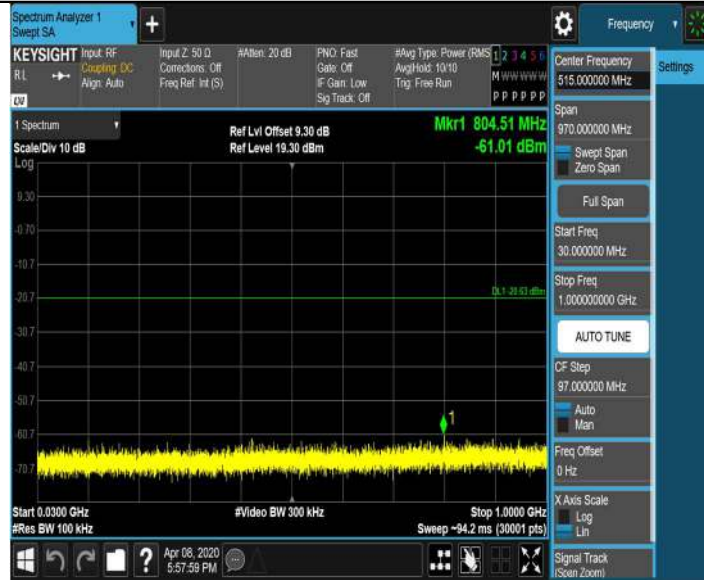 Spectrum Analyzer 1
Swept SA
+
Frequency
KEYSIGHT
RL
Input: RF
Coupling: DC
Align: Auto
Input Z: 50 Ω
Corrections: Off
Freq Ref: Int (S)
#Atten: 20 dB
PNO: Fast
Gate: Off
IF Gain: Low
Sig Track: Off
#Avg Type: Power (RMS
Avg|Hold: 10/10
Trig: Free Run
1 2 3 4 5 6
M W W W W W
P P P P P P
1 Spectrum
Scale/Div 10 dB
Log
Ref Lvl Offset 9.30 dB
Ref Level 19.30 dBm
Mkr1 804.51 MHz
-61.01 dBm
9.30
-0.70
-10.7
-20.7
-30.7
-40.7
-50.7
-60.7
-70.7
DL1 -20.63 dBm
1
Start 0.0300 GHz
#Res BW 100 kHz
#Video BW 300 kHz
Stop 1.0000 GHz
Sweep ~94.2 ms (30001 pts)
?
Apr 08, 2020
5:57:59 PM
Center Frequency
515.000000 MHz
Settings
Span
970.000000 MHz
Swept Span
Zero Span
Full Span
Start Freq
30.000000 MHz
Stop Freq
1.000000000 GHz
AUTO TUNE
CF Step
97.000000 MHz
Auto
Man
Freq Offset
0 Hz
X Axis Scale
Log
Lin
Signal Track
(Span Zoom)